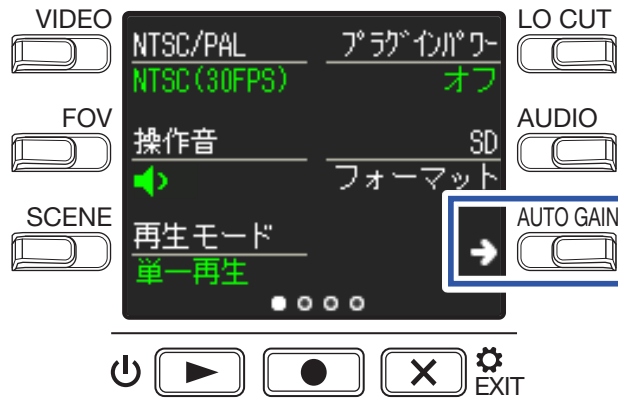 VIDEO
LO CUT
NTSC/PAL
プラグインパワー
NTSC(30FPS)
オフ
FOV
AUDIO
操作音
SD
フォーマット
SCENE
AUTO GAIN
再生モード
単一再生
EXIT